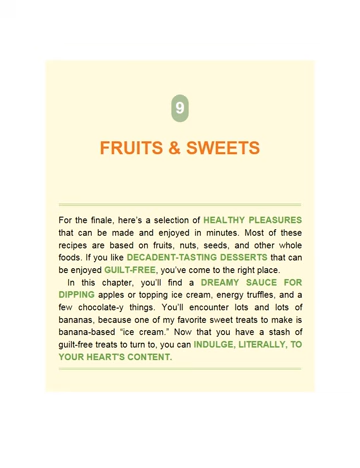 9
FRUITS & SWEETS
For the finale, here's a selection of HEALTHY PLEASURES
that can be made and enjoyed in minutes. Most of these
recipes are based on fruits, nuts, seeds, and other whole
foods. If you like DECADENT-TASTING DESSERTS that can
be enjoyed GUILT-FREE, you've come to the right place.
In this chapter, you'll find a DREAMY SAUCE FOR
DIPPING apples or topping ice cream, energy truffles, and a
few chocolate-y things. You'll encounter lots and lots of
bananas, because one of my favorite sweet treats to make is
banana-based “ice cream.” Now that you have a stash of
guilt-free treats to turn to, you can INDULGE, LITERALLY, TO
YOUR HEART'S CONTENT.